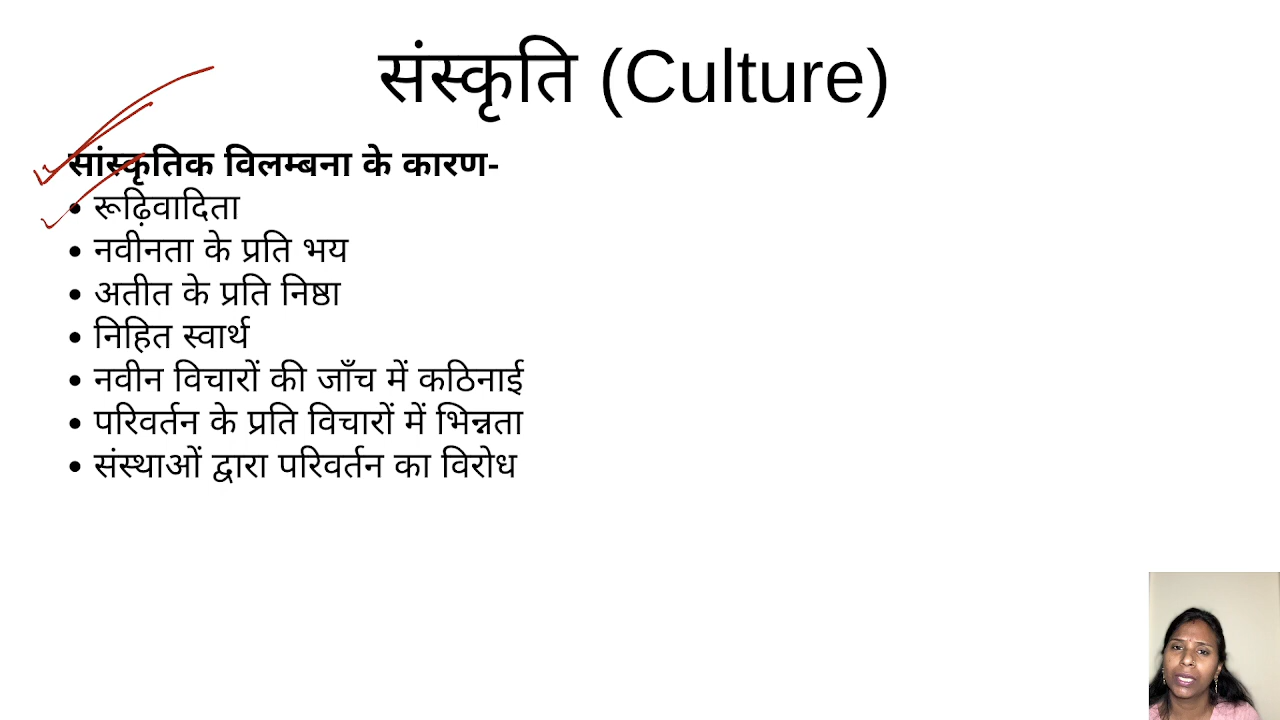 संस्कृति (Culture)
सांस्कृतिक विलम्बना के कारण-
• रूढ़िवादिता
• नवीनता के प्रति भय
• अतीत के प्रति निष्ठा
• निहित स्वार्थ
• नवीन विचारों की जाँच में कठिनाई
• परिवर्तन के प्रति विचारों में भिन्नता
• संस्थाओं द्वारा परिवर्तन का विरोध